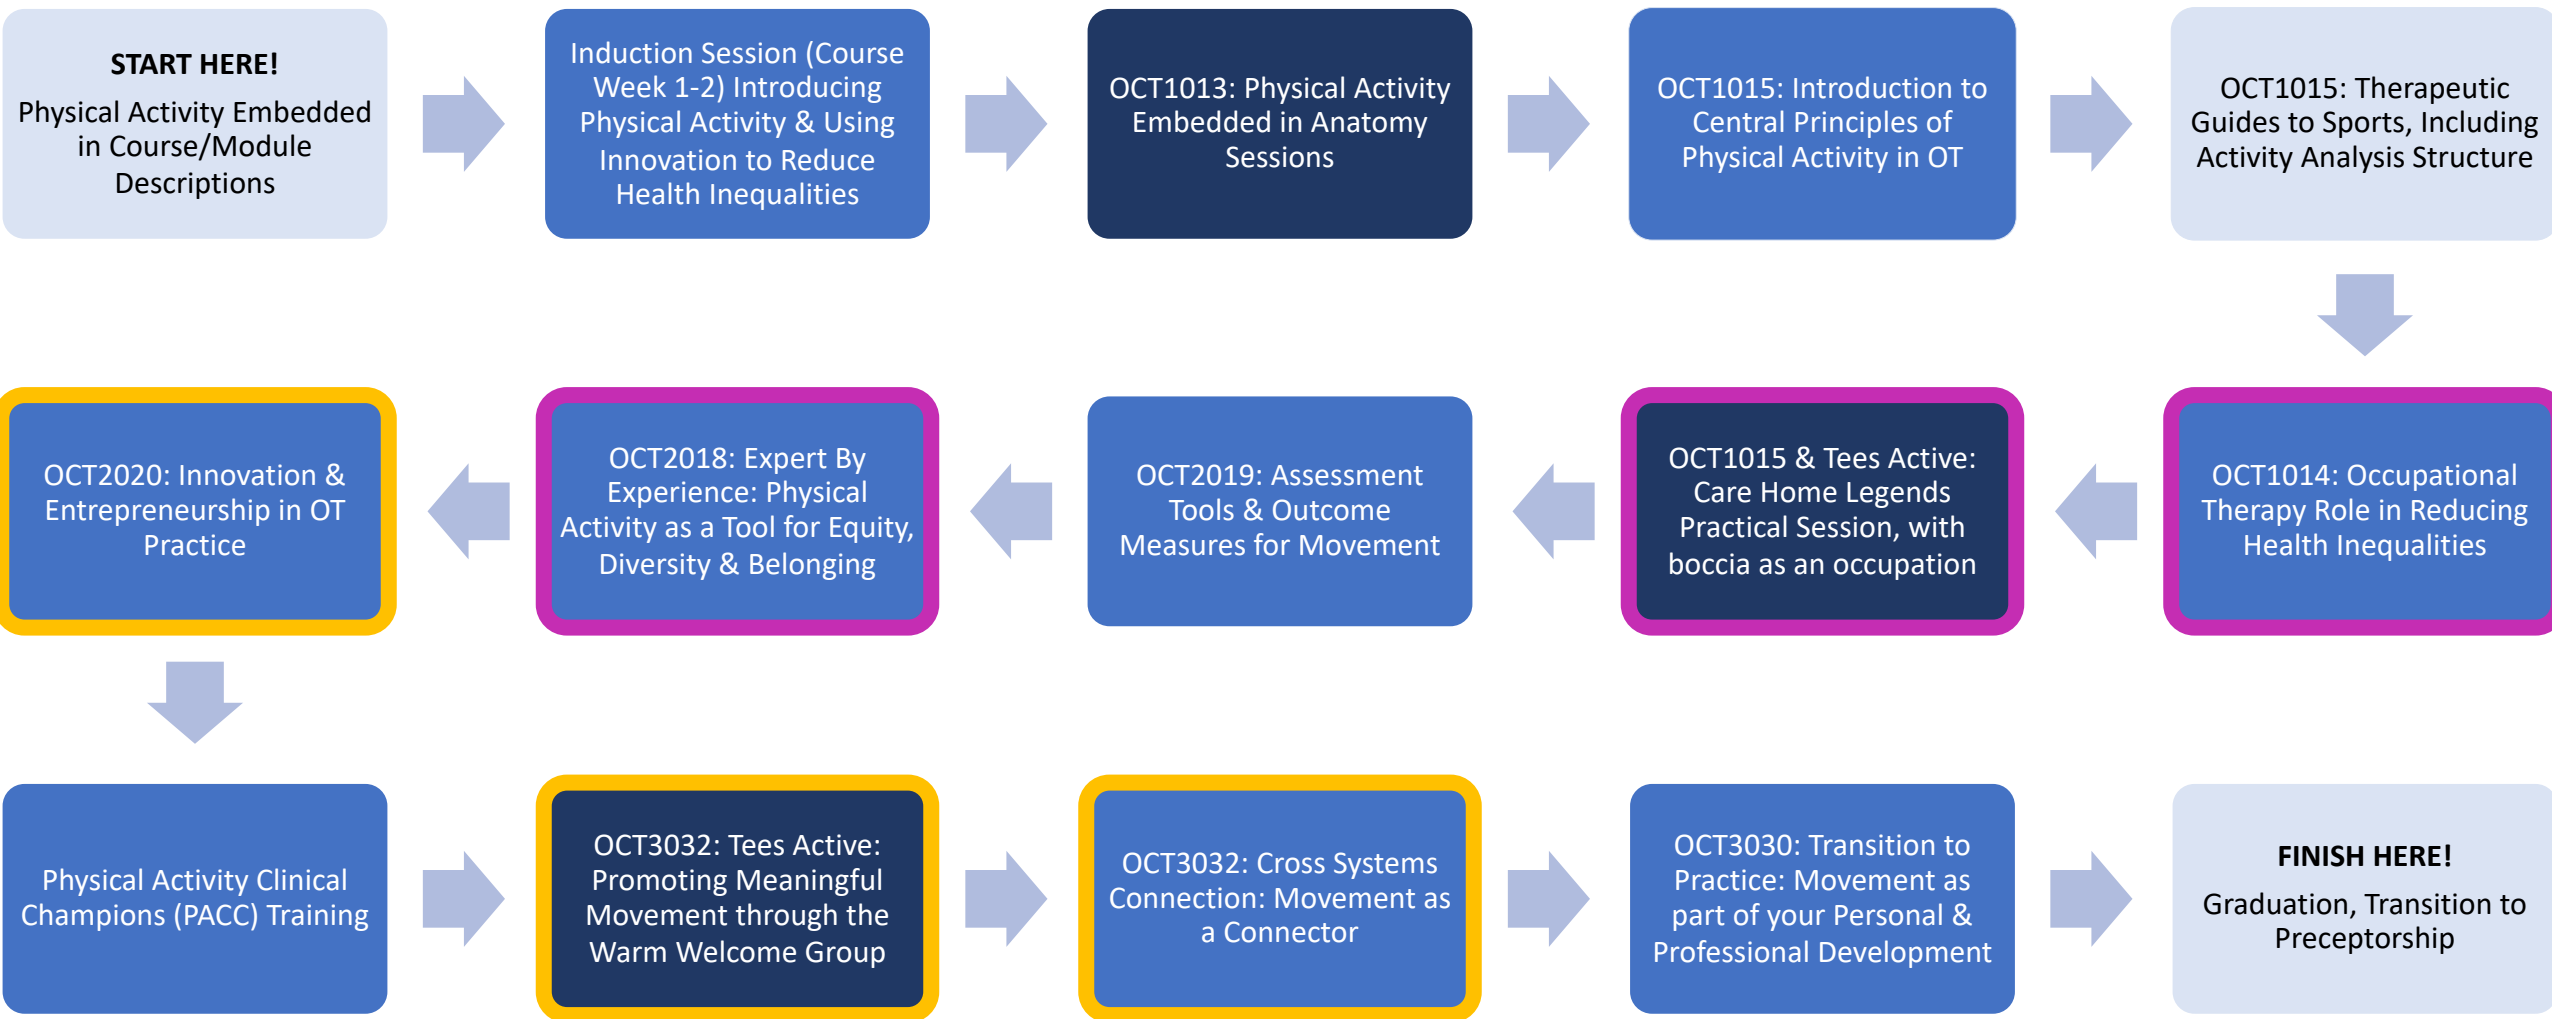 START HERE!
Physical Activity Embedded
in Course/Module
Descriptions
Induction Session (Course
Week 1-2) Introducing
Physical Activity & Using
Innovation to Reduce
Health Inequalities
OCT1013: Physical Activity
Embedded in Anatomy
Sessions
OCT1015: Introduction to
Central Principles of
Physical Activity in OT
OCT1015: Therapeutic
Guides to Sports, Including
Activity Analysis Structure
OCT1014: Occupational
Therapy Role in Reducing
Health Inequalities
OCT1015 & Tees Active:
Care Home Legends
Practical Session, with
boccia as an occupation
OCT2019: Assessment
Tools & Outcome
Measures for Movement
OCT2018: Expert By
Experience: Physical
Activity as a Tool for Equity,
Diversity & Belonging
OCT2020: Innovation &
Entrepreneurship in OT
Practice
Physical Activity Clinical
Champions (PACC) Training
OCT3032: Tees Active:
Promoting Meaningful
Movement through the
Warm Welcome Group
OCT3032: Cross Systems
Connection: Movement as
a Connector
OCT3030: Transition to
Practice: Movement as
part of your Personal &
Professional Development
FINISH HERE!
Graduation, Transition to
Preceptorship